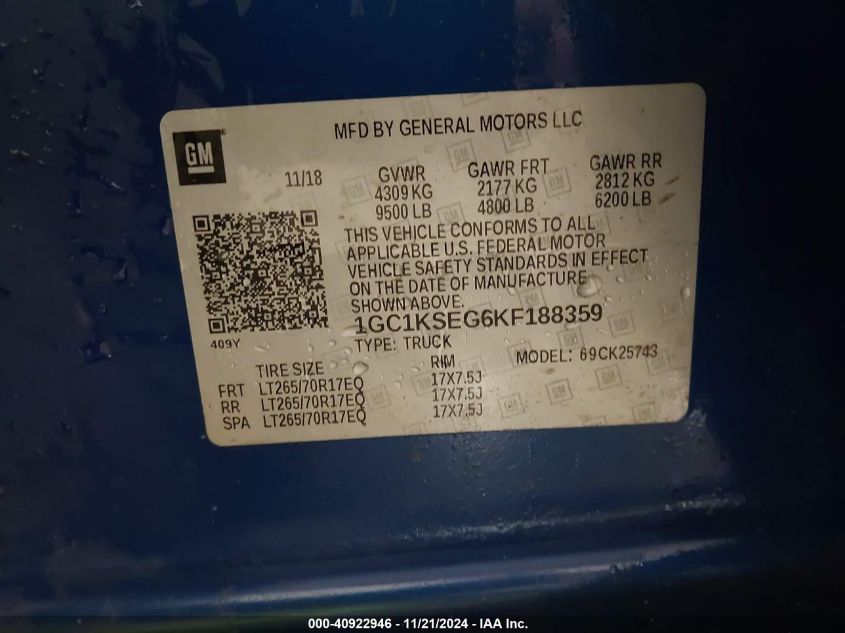 MFD BY GENERAL MOTORS LLC
GM
11/18
GVWR GAWR FRT GAWR RR
4309 KG 2177 KG 2812 KG
9500 LB 4800 LB 6200 LB
THIS VEHICLE CONFORMS TO ALL
APPLICABLE U.S. FEDERAL MOTOR
VEHICLE SAFETY STANDARDS IN EFFECT
ON THE DATE OF MANUFACTURE
SHOWN ABOVE.
1GC1KSEG6KF188359
409Y
TYPE: TRUCK MODEL: 69CK25743
TIRE SIZE RIM
FRT LT265/70R17EQ 17X7.5J
RR LT265/70R17EQ 17X7.5J
SPA LT265/70R17EQ 17X7.5J
000-40922946 - 11/21/2024 - IAA Inc.